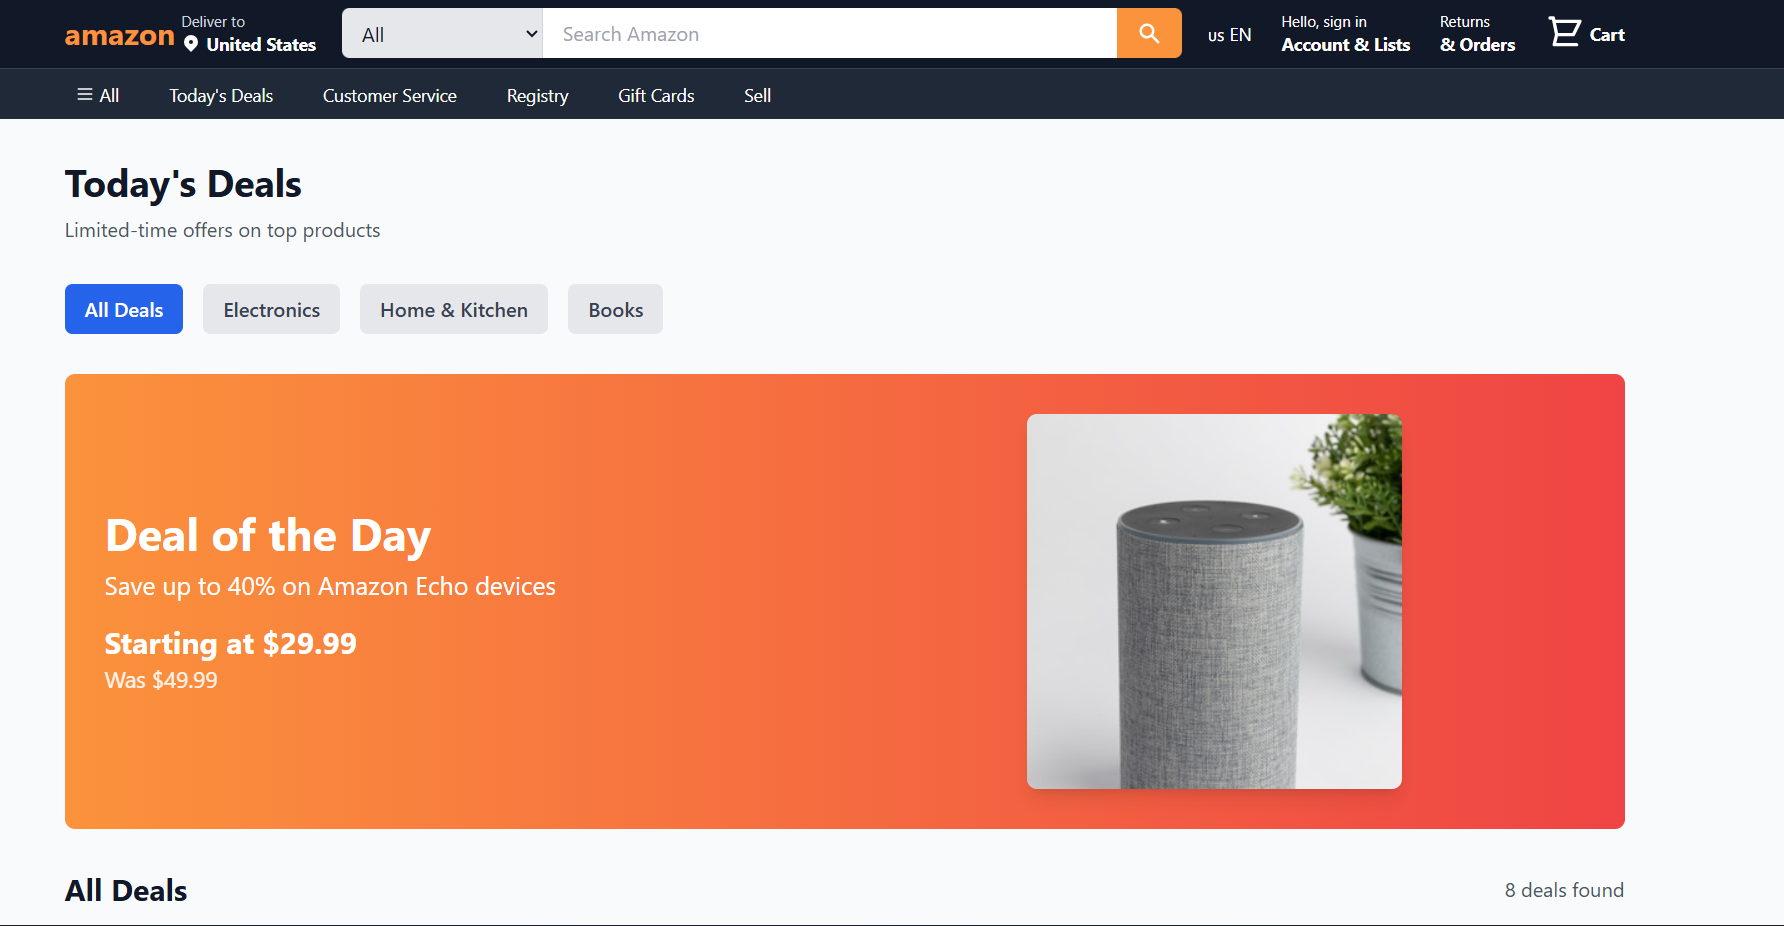 amazon
Deliver to
United States
All
Search Amazon
us EN
Hello, sign in
Account & Lists
Returns
& Orders
Cart
All
Today's Deals
Customer Service
Registry
Gift Cards
Sell
Today's Deals
Limited-time offers on top products
All Deals
Electronics
Home & Kitchen
Books
Deal of the Day
Save up to 40% on Amazon Echo devices
Starting at $29.99
Was $49.99
All Deals
8 deals found